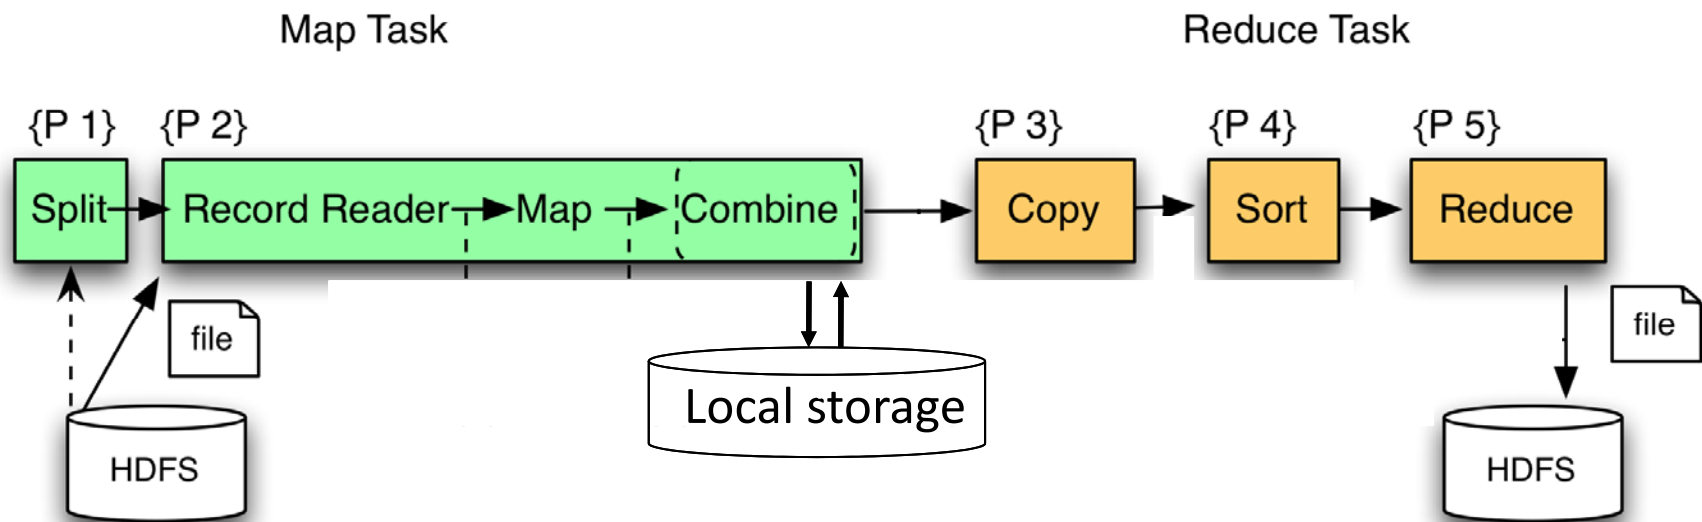 Map Task
Reduce Task
{P 1}
{P 2}
{P 3}
{P 4}
{P 5}
Split
Record Reader
Map
Combine
Copy
Sort
Reduce
file
file
Local storage
HDFS
HDFS